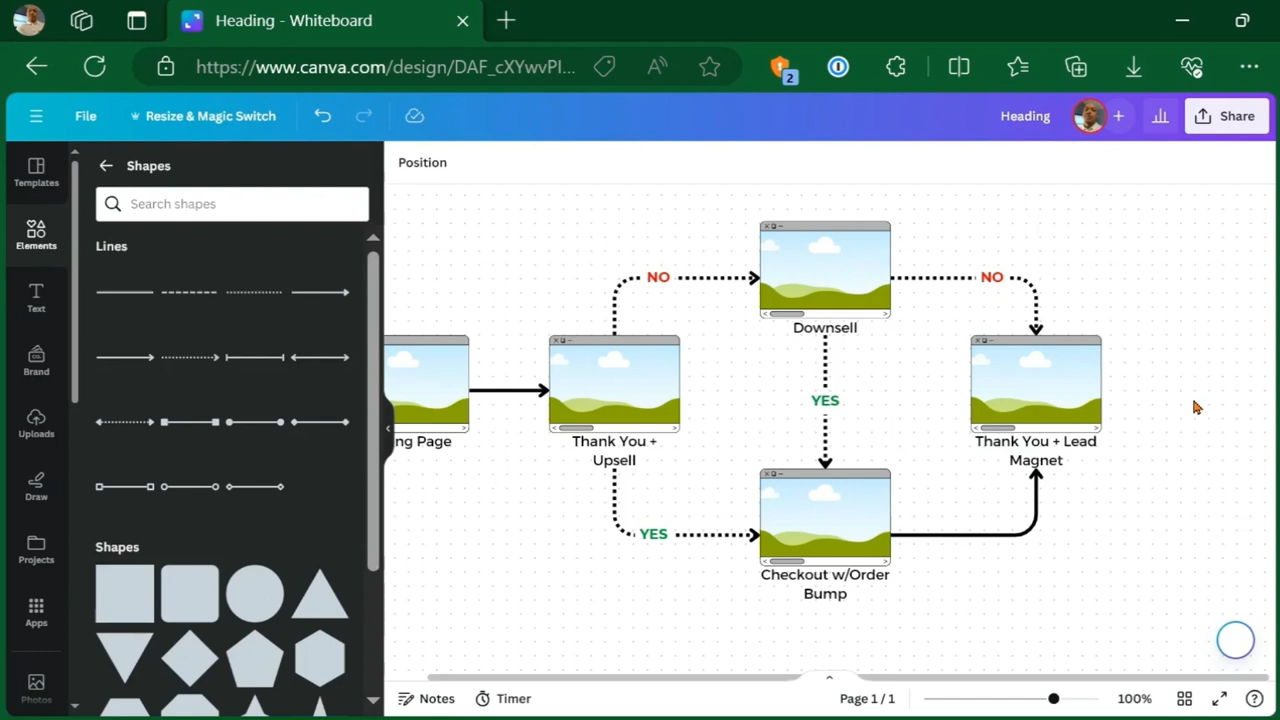 Heading - Whiteboard
https://www.canva.com/design/DAF_cXYwvPI...
2
File
Resize & Magic Switch
Heading
Share
Templates
Elements
Text
Brand
Uploads
Draw
Projects
Apps
Photos
Shapes
Search shapes
Lines
Shapes
Position
NO
NO
Downsell
YES
ng Page
Thank You +
Upsell
Thank You + Lead
Magnet
YES
Checkout w/Order
Bump
Notes
Timer
Page 1 / 1
100%